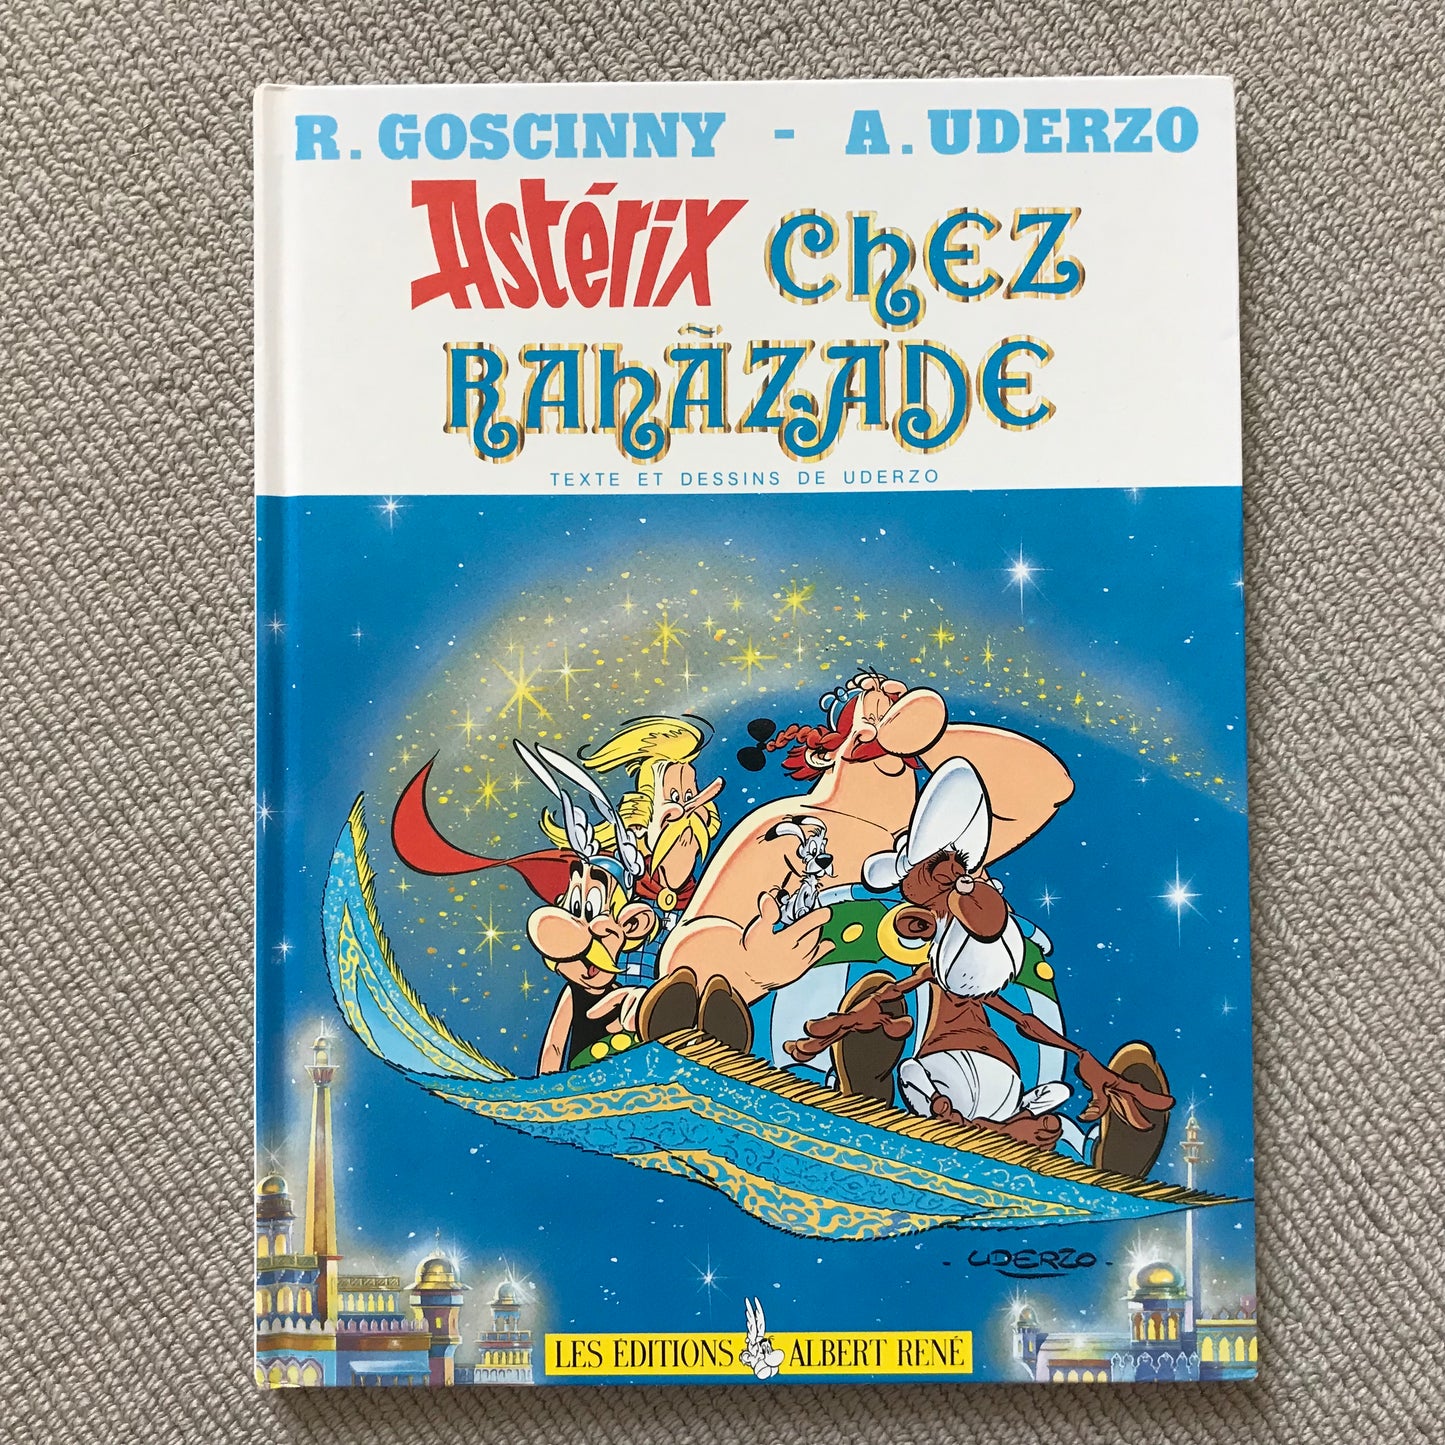 R. GOSCINNY - A. UDERZO
Astérix CHEZ
RAHÃZADE
TEXTE ET DESSINS DE UDERZO
. UDERZO .
LES ÉDITIONS ALBERT RENÉ